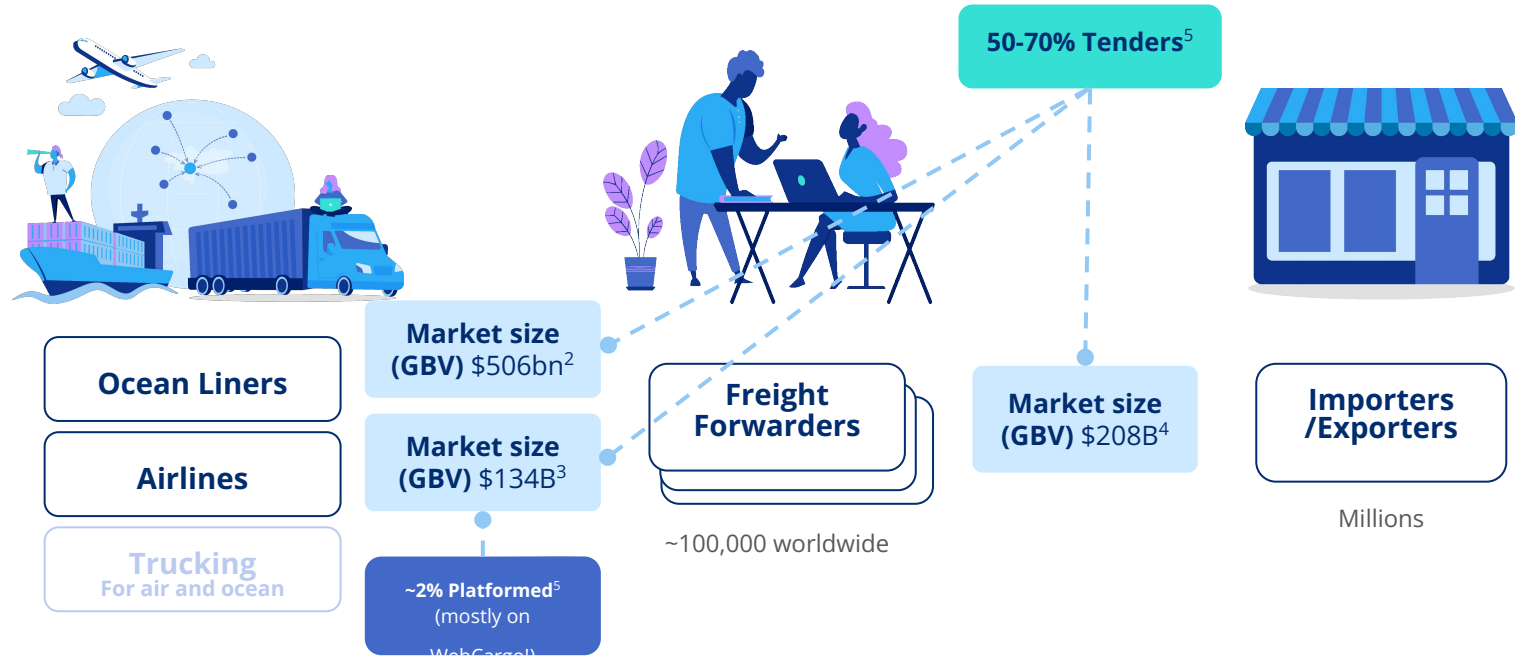 50-70% Tenders5
Market size
(GBV) $506bn2
Ocean Liners
Freight
Forwarders
Market size
(GBV) $208B4
Importers
/Exporters
Market size
(GBV) $134B3
Airlines
Millions
~100,000 worldwide
Trucking
For air and ocean
~2% Platformed5
(mostly on
WebCargo!)